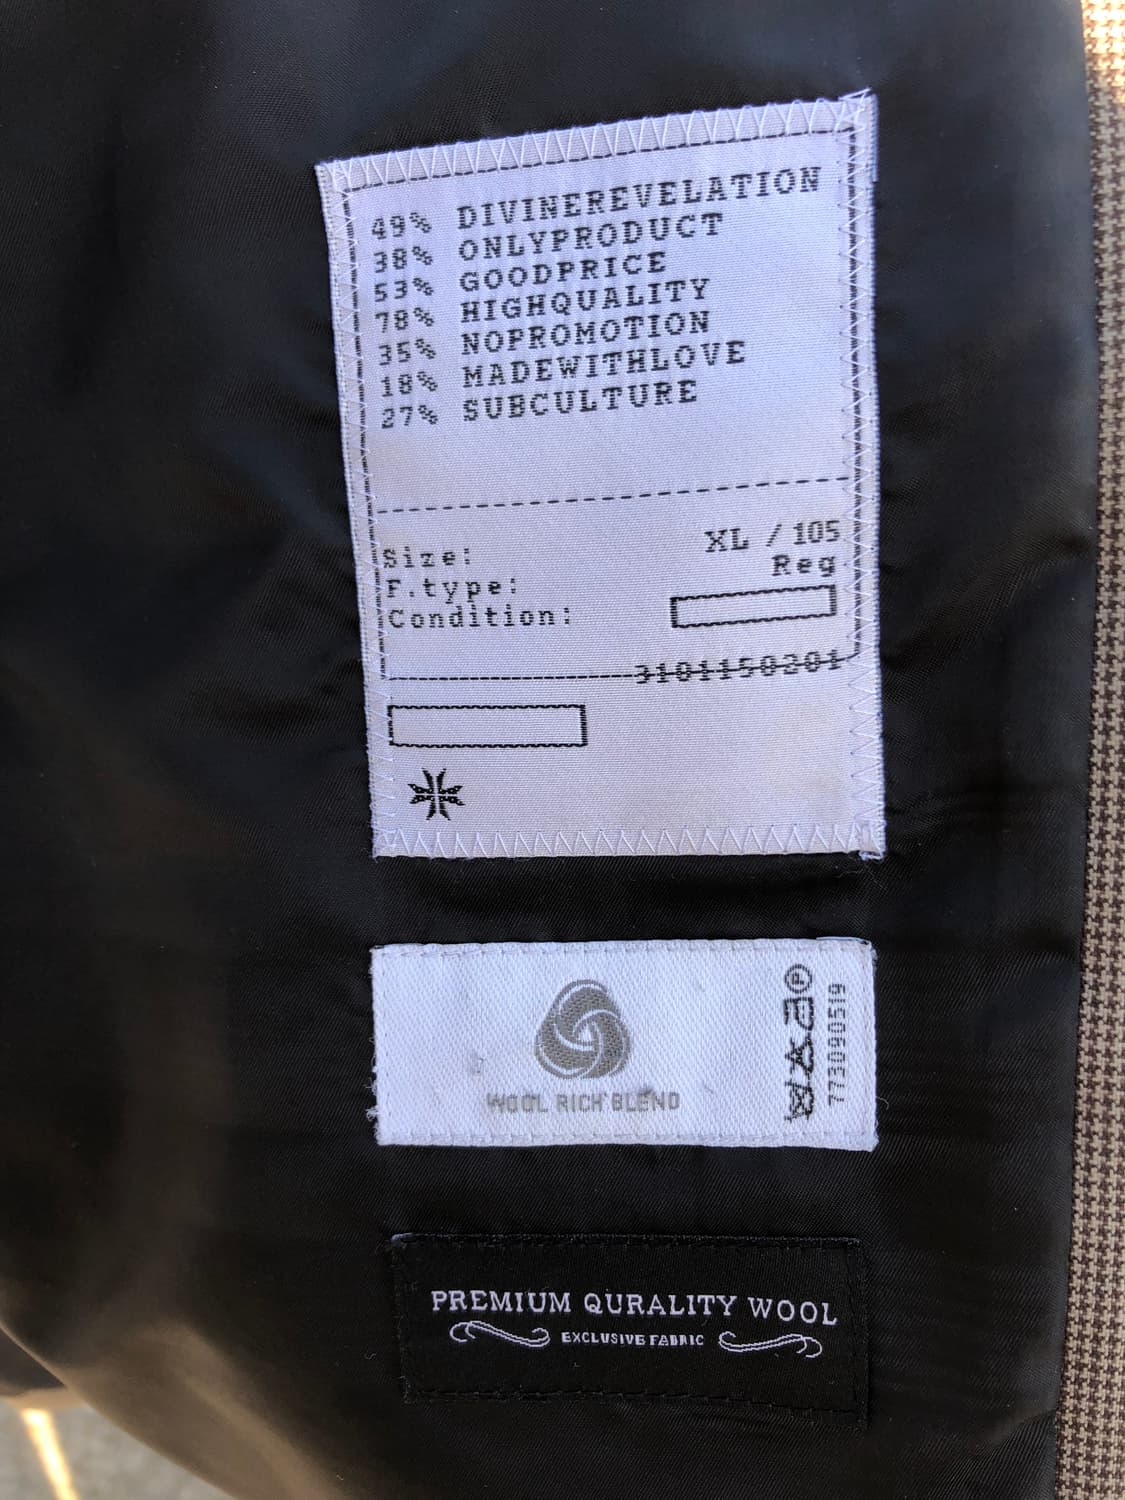 49% DIVINEREVELATION
38% ONLYPRODUCT
53% GOODPRICE
78% HIGHQUALITY
35% NOPROMOTION
18% MADEWITHLOVE
27% SUBCULTURE
Size: XL / 105
F.type: Reg
Condition:
3101150301
WOOL RICH BLEND
P
773090519
PREMIUM QURALITY WOOL
EXCLUSIVE FABRIC